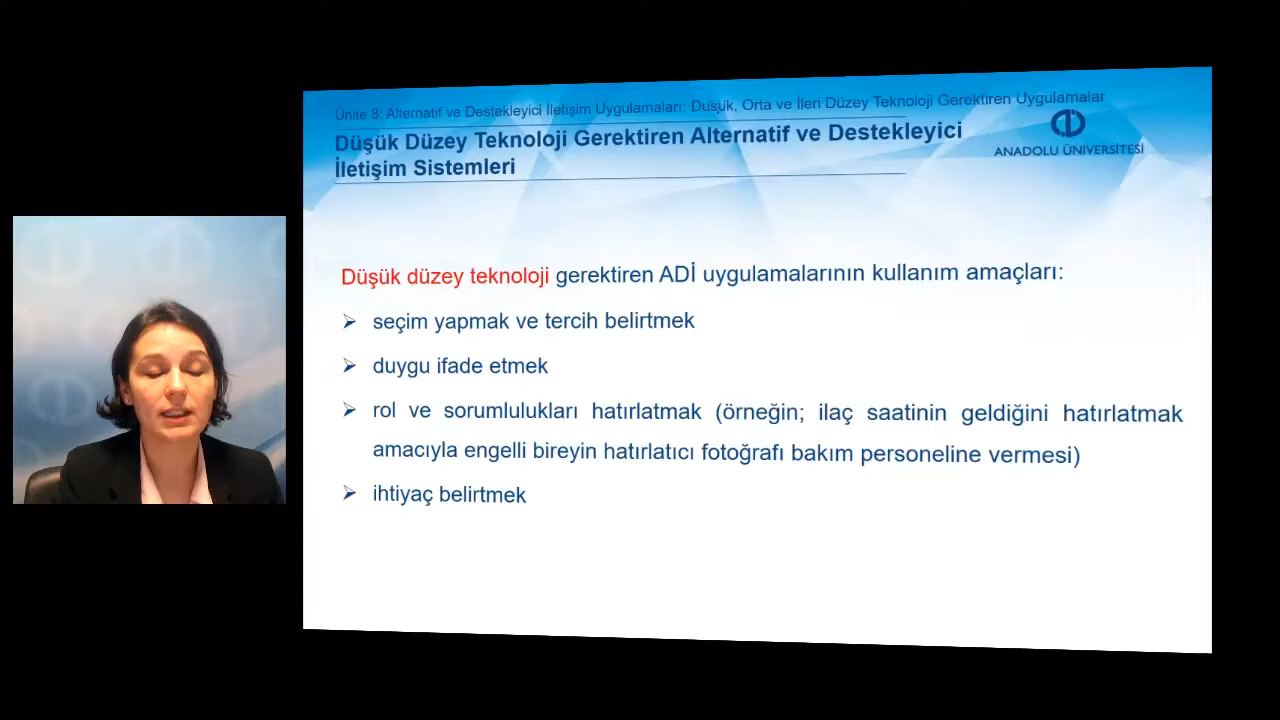 Ünite 8: Alternatif ve Destekleyici İletişim Uygulamaları: Düşük, Orta ve İleri Düzey Teknoloji Gerektiren Uygulamalar
Düşük Düzey Teknoloji Gerektiren Alternatif ve Destekleyici
İletişim Sistemleri
ANADOLU ÜNİVERSİTESİ
Düşük düzey teknoloji gerektiren ADİ uygulamalarının kullanım amaçları:
seçim yapmak ve tercih belirtmek
duygu ifade etmek
rol ve sorumlulukları hatırlatmak (örneğin; ilaç saatinin geldiğini hatırlatmak
amacıyla engelli bireyin hatırlatıcı fotoğrafı bakım personeline vermesi)
ihtiyaç belirtmek